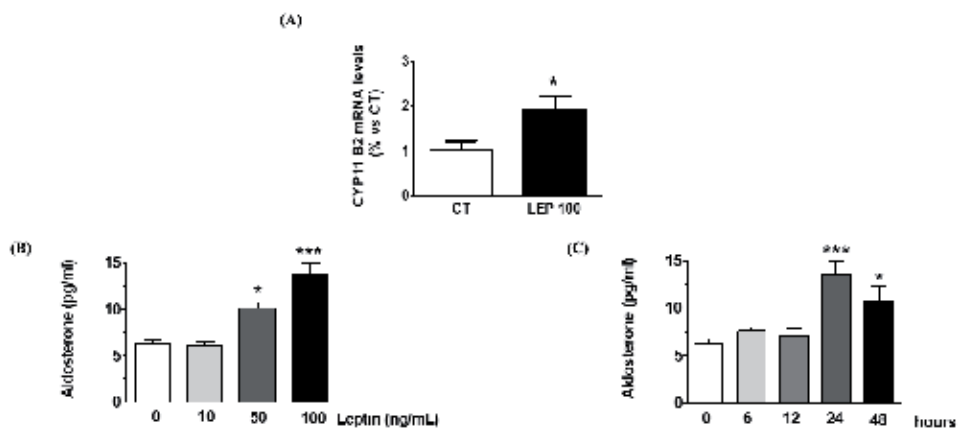 (A)
CYP11 B2 mRNA levels
(% vs CT)
3
2
1
0
*
CT LEP 100
(B)
Aldosterone (pg/ml)
15
10
5
0
*
***
0 10 50 100 Leptin (ng/mL)
(C)
Aldosterone (pg/ml)
15
10
5
0
***
*
0 6 12 24 48 hours